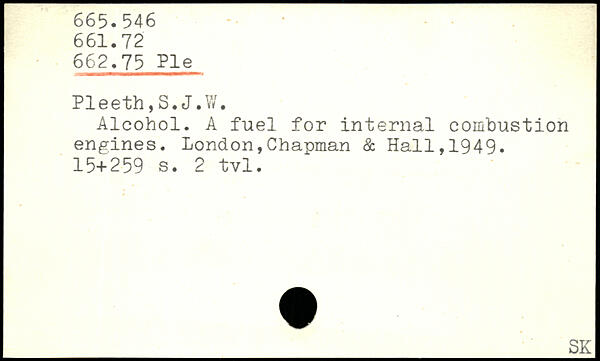 665.546
661.72
662.75 Ple
Pleeth,S.J.W.
Alcohol. A fuel for internal combustion
engines. London,Chapman & Hall,1949.
15+259 s. 2 tvl.
SK